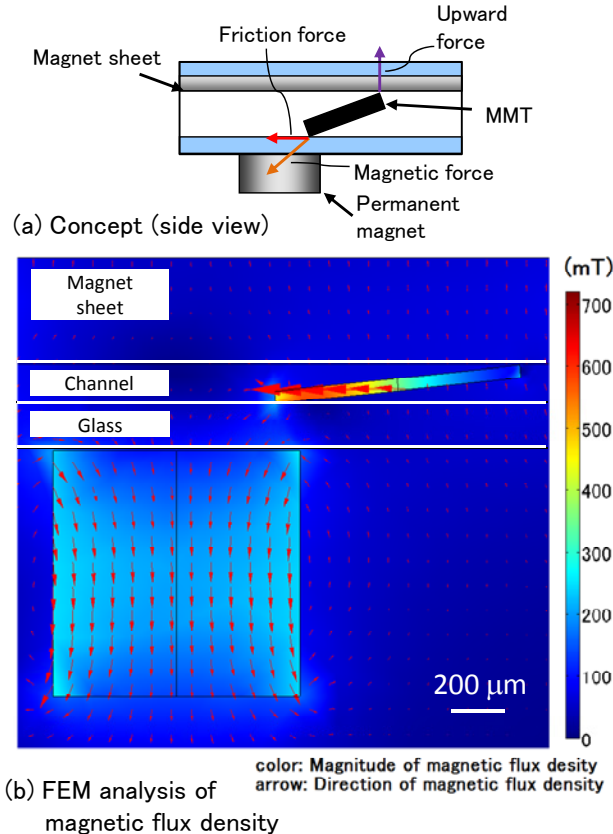 Upward
force
Friction force
Magnet sheet
MMT
Magnetic force
Permanent
magnet
(a) Concept (side view)
(mT)
Magnet
sheet
Channel
Glass
700
600
500
400
300
200
100
0
200 μm
color: Magnitude of magnetic flux desity
arrow: Direction of magnetic flux density
(b) FEM analysis of
magnetic flux density